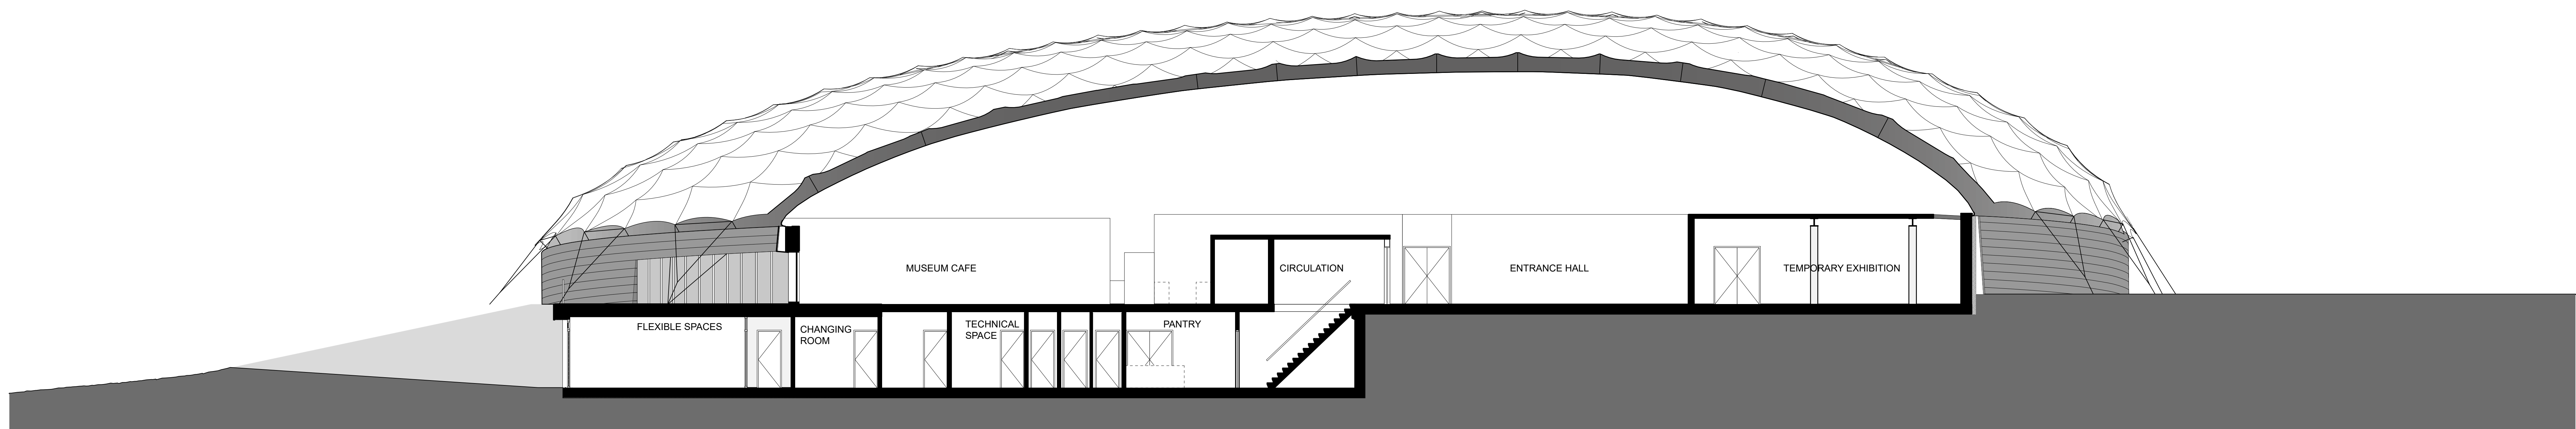 MUSEUM CAFE
CIRCULATION
ENTRANCE HALL
TEMPORARY EXHIBITION
FLEXIBLE SPACES
CHANGING
ROOM
TECHNICAL
SPACE
PANTRY